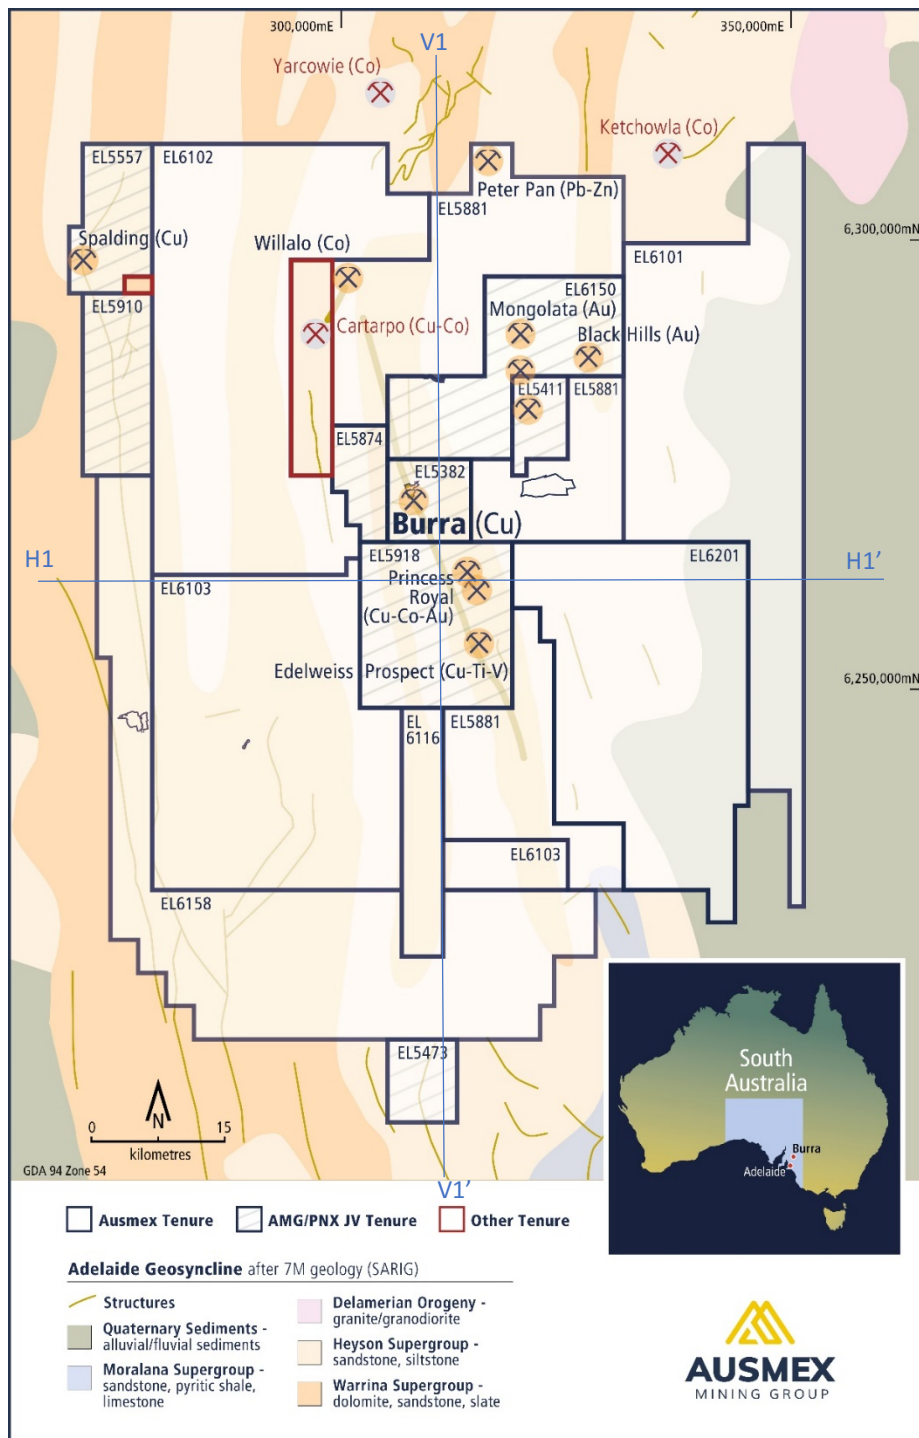 300,000mE
350,000mE
V1
Yarcowie (Co)
Ketchowla (Co)
EL5557
EL6102
Peter Pan (Pb-Zn)
EL5881
Spalding (Cu)
Willalo (Co)
6,300,000mN
EL6101
EL6150
EL5910
Mongolata (Au)
Cartarpo (Cu-Co)
Black Hills (Au)
EL5411
EL5881
EL5874
EL5382
Burra (Cu)
H1
EL5918
EL6201
H1'
EL6103
Princess
Royal
(Cu-Co-Au)
Edelweiss Prospect (Cu-Ti-V)
6,250,000mN
EL
6116
EL5881
EL6103
EL6158
EL5473
N
0
15
kilometres
GDA 94 Zone 54
V1'
South
Australia
Burra
Adelaide
Ausmex Tenure
AMG/PNX JV Tenure
Other Tenure
Adelaide Geosyncline after 7M geology (SARIG)
Structures
Quaternary Sediments -
alluvial/fluvial sediments
Moralana Supergroup -
sandstone, pyritic shale,
limestone
Delamerian Orogeny -
granite/granodiorite
Heyson Supergroup -
sandstone, siltstone
Warrina Supergroup -
dolomite, sandstone, slate
AUSMEX
MINING GROUP